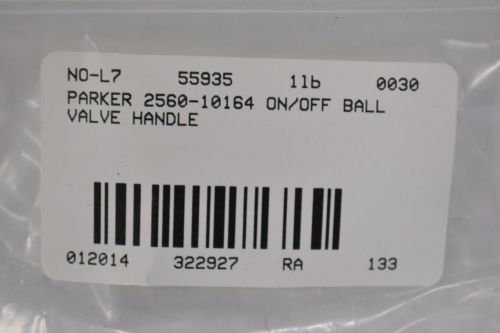 NO-L7 55935 1lb 0030
PARKER 2560-10164 ON/OFF BALL
VALVE HANDLE
012014 322927 RA 133